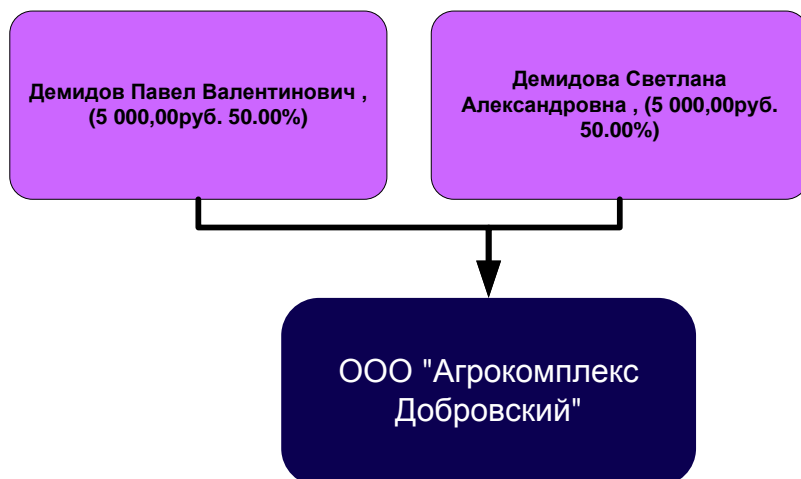 Демидов Павел Валентинович ,
(5 000,00руб. 50.00%)
Демидова Светлана
Александровна , (5 000,00руб.
50.00%)
ООО "Агрокомплекс
Добровский"